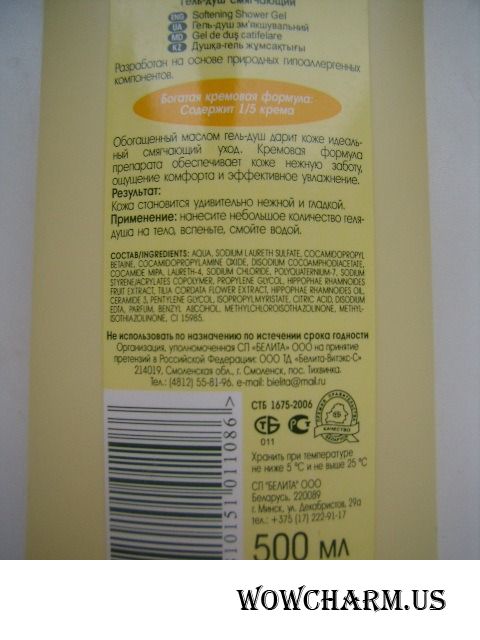 Гель-душ смягчающий
ENG Softening Shower Gel
UA Гель-душ зм'якшувальний
MD Gel de duş catifelare
KZ Душқа-гель жұмсақтығы
Разработан на основе природных гипоаллергенных
компонентов.
Богатая кремовая формула:
Содержит 1/5 крема
Обогащенный маслом гель-душ дарит коже идеаль-
ный смягчающий уход. Кремовая формула
препарата обеспечивает коже нежную заботу,
ощущение комфорта и эффективное увлажнение.
Результат:
Кожа становится удивительно нежной и гладкой.
Применение: нанесите небольшое количество геля-
душа на тело, вспеньте, смойте водой.
СОСТАВ/INGREDIENTS: AQUA, SODIUM LAURETH SULFATE, COCAMIDOPROPYL
BETAINE, COCAMIDOPROPYLAMINE OXIDE, DISODIUM COCOAMPHODIACETATE,
COCAMIDE MIPA, LAURETH-4, SODIUM CHLORIDE, POLYQUATERNIUM-7, SODIUM
STYRENE/ACRYLATES COPOLYMER, PROPYLENE GLYCOL, HIPPOPHAE RHAMNOIDES
FRUIT EXTRACT, TILIA CORDATA FLOWER EXTRACT, HIPPOPHAE RHAMNOIDES OIL,
CERAMIDE 3, PENTYLENE GLYCOL, ISOPROPYLMYRISTATE, CITRIC ACID, DISODIUM
EDTA, PARFUM, BENZYL ALCOHOL, METHYLCHLOROISOTHIAZOLINONE, METHYL-
ISOTHIAZOLINONE, CI 15985.
Не использовать по назначению по истечении срока годности
Организация, уполномоченная СП «БЕЛИТА» ООО на принятие
претензий в Российской Федерации: ООО ТД «Белита-Витэкс-С»
214019, Смоленская обл., г. Смоленск, пос. Тихвинка.
Тел.: (4812) 55-81-96. e-mail: bielita@mail.ru
810151 011086 >
СТБ 1675-2006
011
КАЧЕСТВО
Хранить при температуре
не ниже 5 °C и не выше 25 °C
СП "БЕЛИТА" ООО
Беларусь, 220089
г. Минск, ул. Декабристов, 29а
тел.: +375 (17) 222-91-17
500 мл
WOWCHARM.US